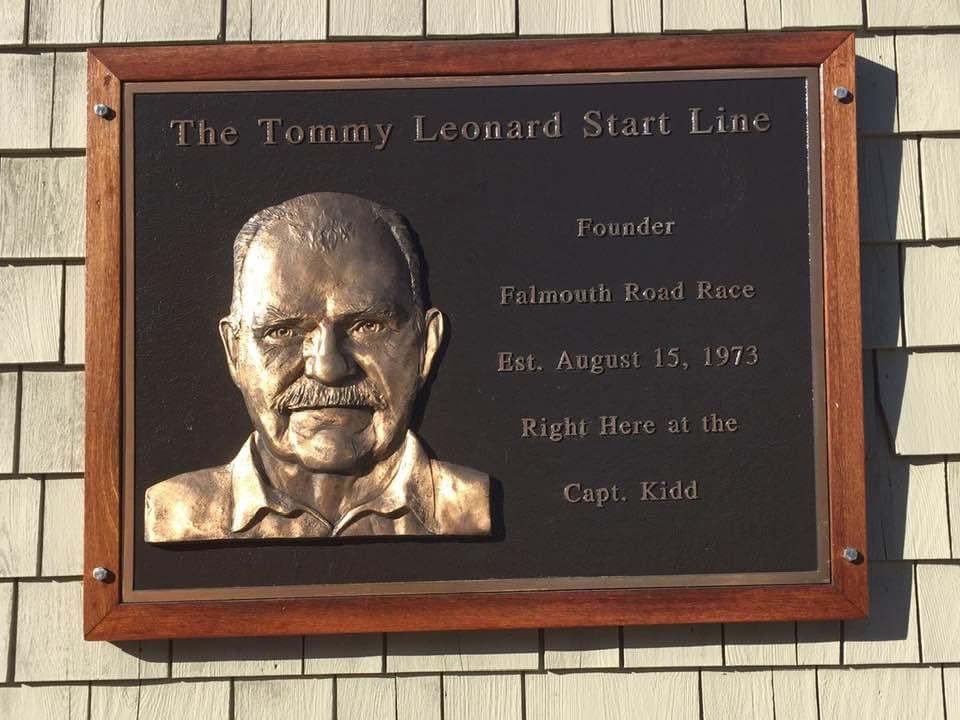 The Tommy Leonard Start Line
Founder
Falmouth Road Race
Est. August 15, 1973
Right Here at the
Capt. Kidd